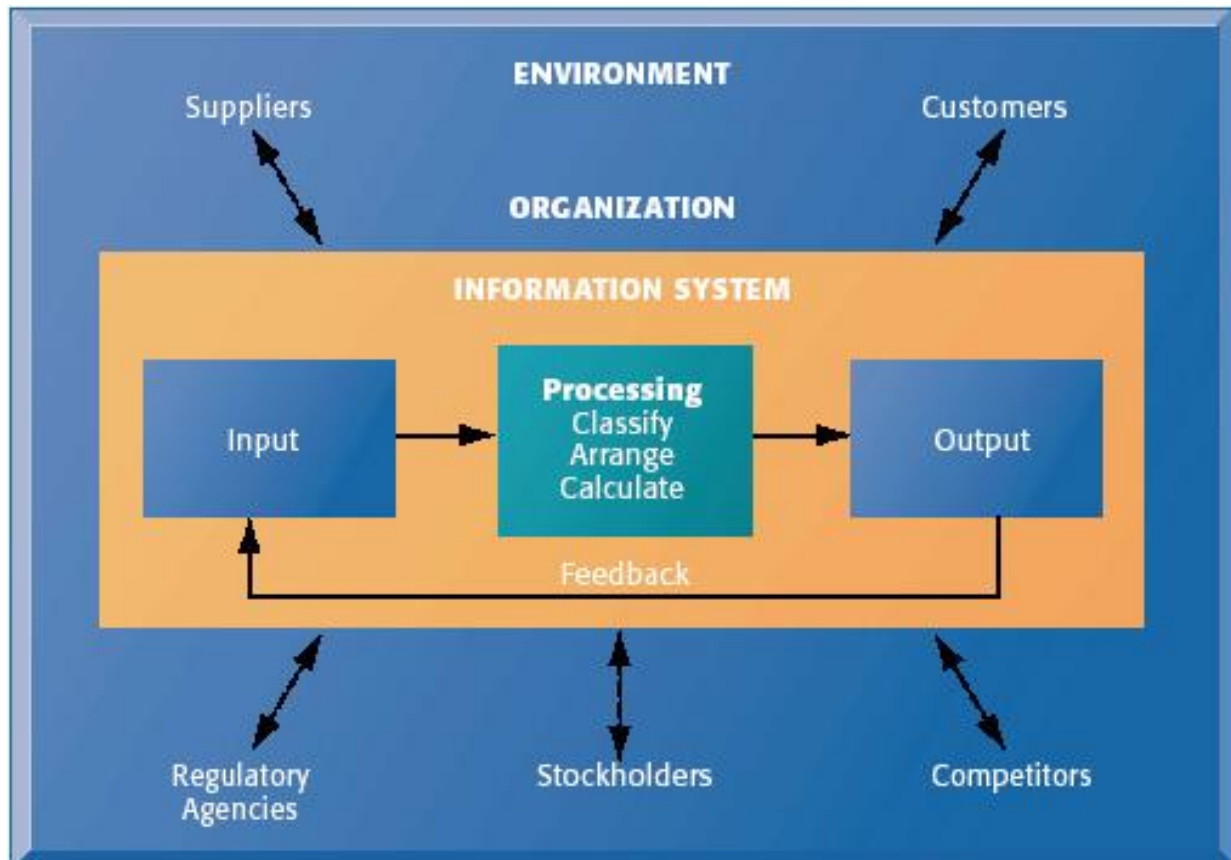 ENVIRONMENT
Suppliers
Customers
ORGANIZATION
INFORMATION SYSTEM
Input
Processing
Classify
Arrange
Calculate
Output
Feedback
Regulatory
Agencies
Stockholders
Competitors